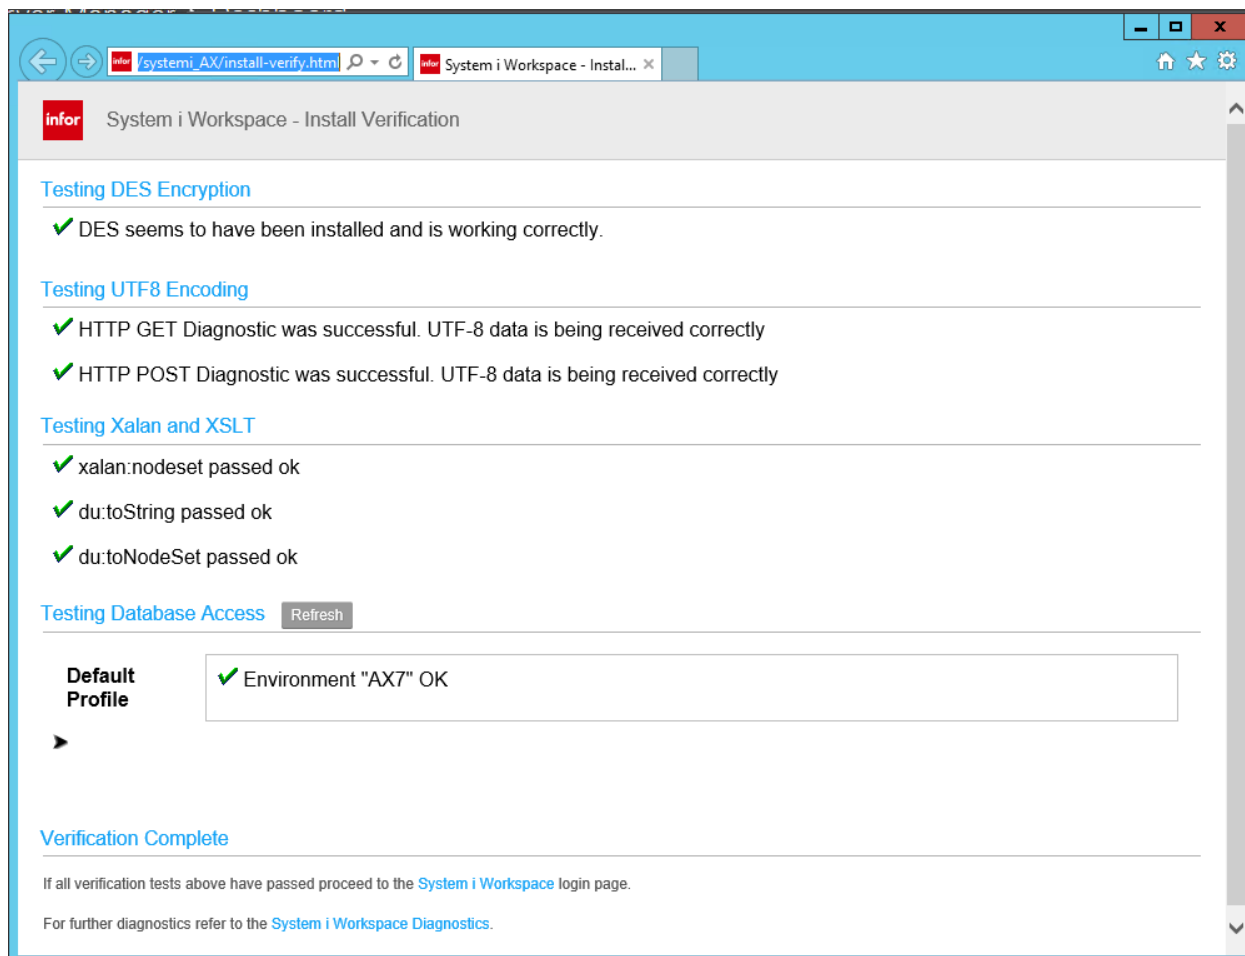 /systemi_AX/install-verify.html
System i Workspace - Instal...
infor
System i Workspace - Install Verification
Testing DES Encryption
DES seems to have been installed and is working correctly.
Testing UTF8 Encoding
HTTP GET Diagnostic was successful. UTF-8 data is being received correctly
HTTP POST Diagnostic was successful. UTF-8 data is being received correctly
Testing Xalan and XSLT
xalan:nodeset passed ok
du:toString passed ok
du:toNodeSet passed ok
Testing Database Access Refresh
Default
Profile
Environment "AX7" OK
Verification Complete
If all verification tests above have passed proceed to the System i Workspace login page.
For further diagnostics refer to the System i Workspace Diagnostics.